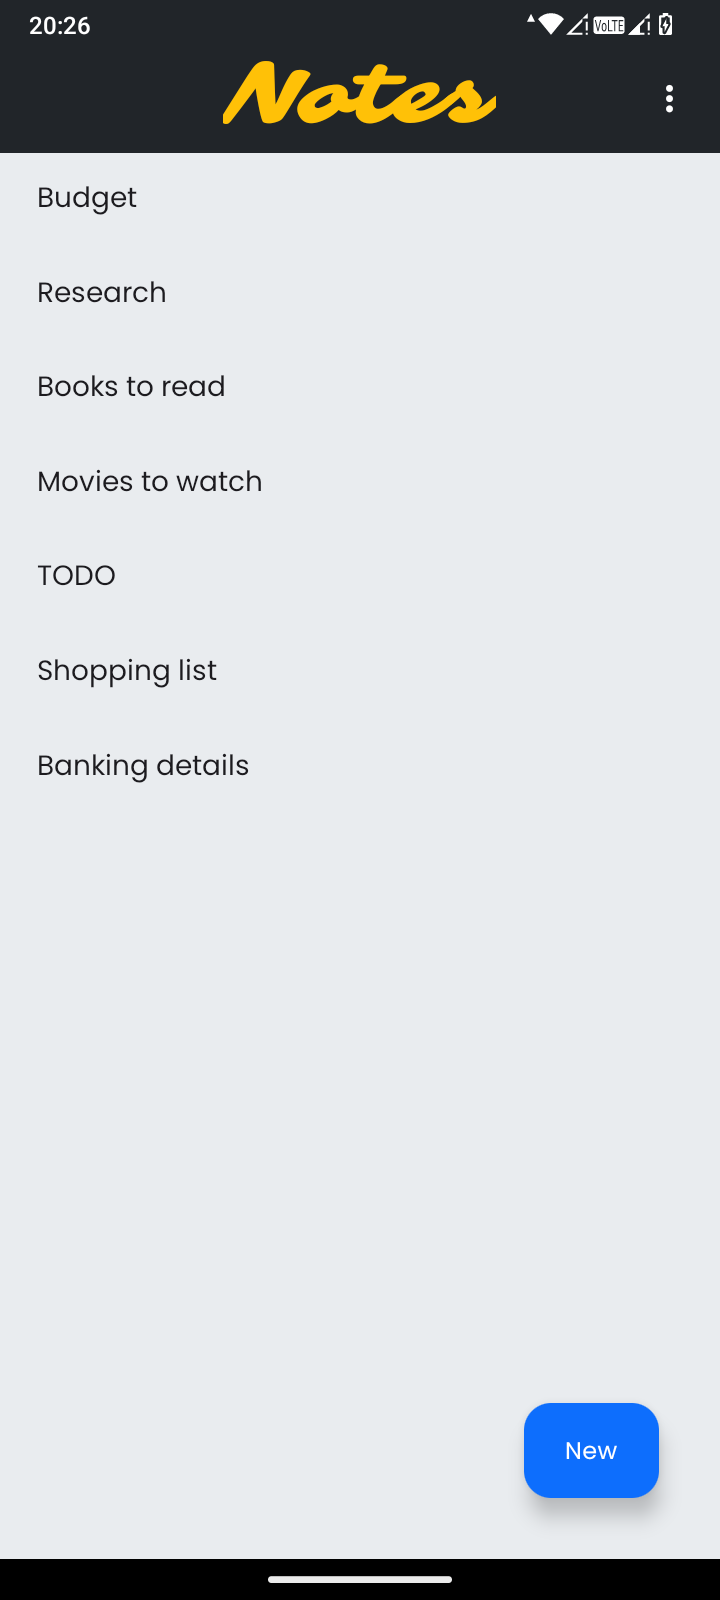 20:26
VoLTE
Notes
Budget
Research
Books to read
Movies to watch
TODO
Shopping list
Banking details
New